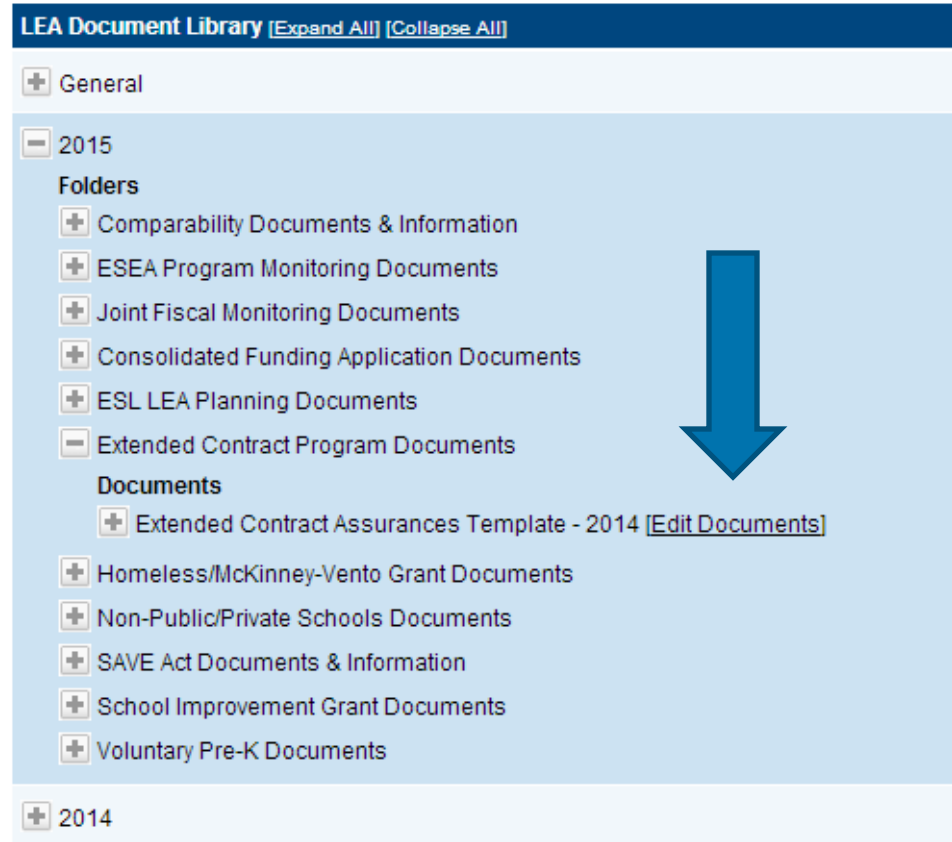 LEA Document Library [Expand All] [Collapse All]
General
2015
Folders
Comparability Documents & Information
ESEA Program Monitoring Documents
Joint Fiscal Monitoring Documents
Consolidated Funding Application Documents
ESL LEA Planning Documents
Extended Contract Program Documents
Documents
Extended Contract Assurances Template - 2014 [Edit Documents]
Homeless/McKinney-Vento Grant Documents
Non-Public/Private Schools Documents
SAVE Act Documents & Information
School Improvement Grant Documents
Voluntary Pre-K Documents
2014